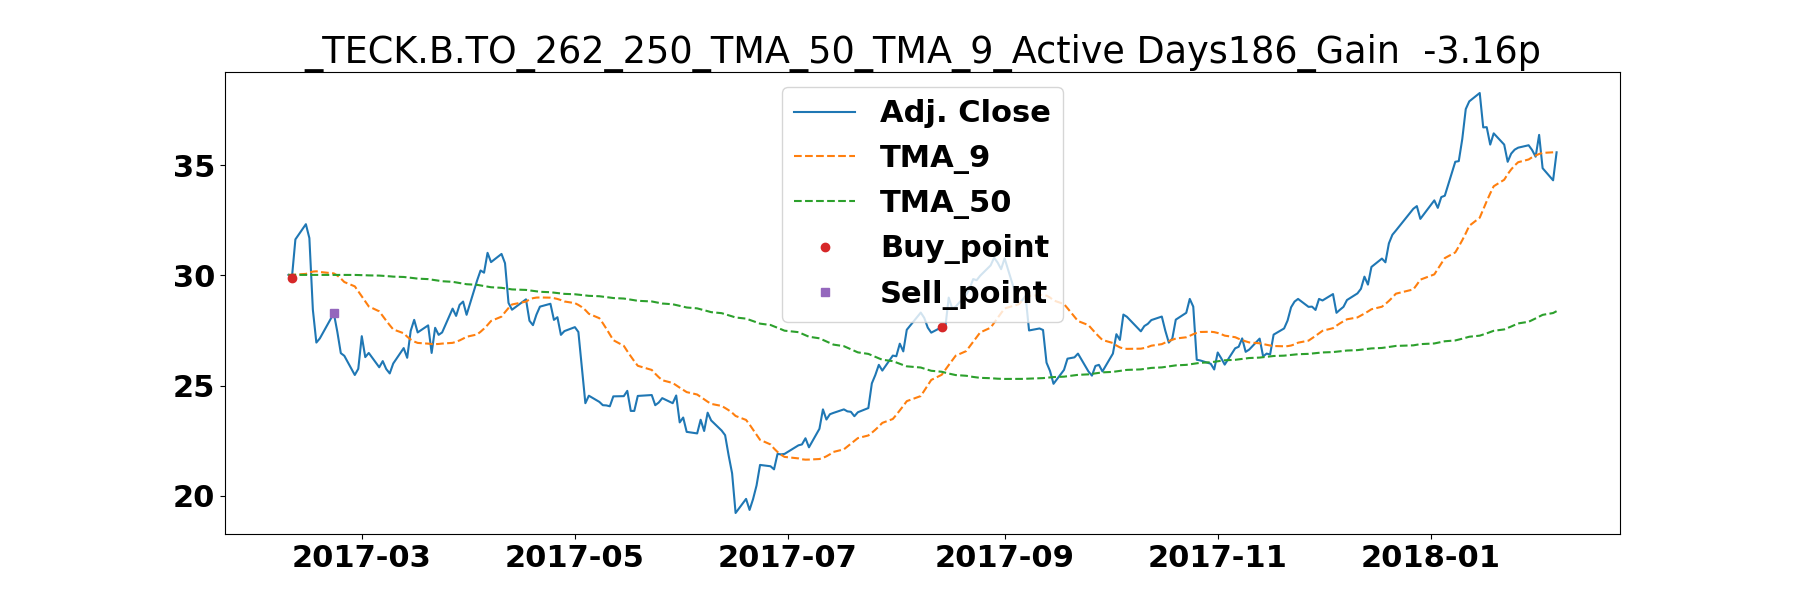 _TECK.B.TO_262_250_TMA_50_TMA_9_Active Days186_Gain  -3.16p
Adj. Close
TMA_9
TMA_50
Buy_point
Sell_point
35
30
25
20
2017-03 2017-05 2017-07 2017-09 2017-11 2018-01